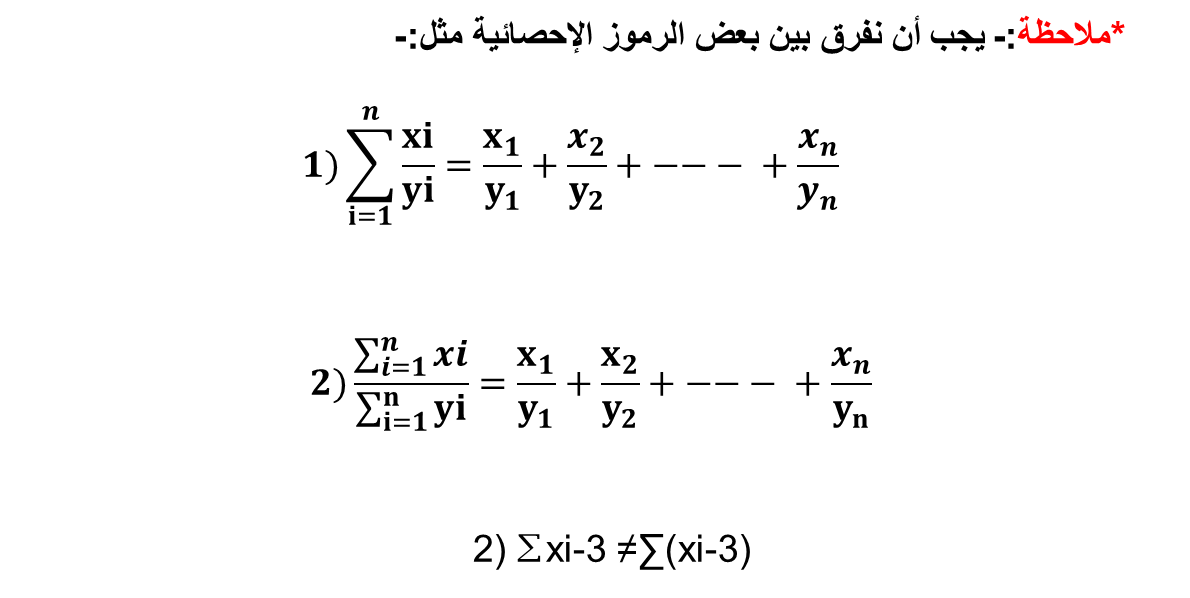 *ملاحظة:- يجب أن نفرق بين بعض الرموز الإحصائية مثل:-
1) ∑_{i=1}^{n} xi/yi = x₁/y₁ + x₂/y₂ + −− − + xₙ/yₙ
2) ∑_{i=1}^{n} xi / ∑_{i=1}^{n} yi = x₁/y₁ + x₂/y₂ + −− − + xₙ/yₙ
2) ∑xi-3 ≠∑(xi-3)